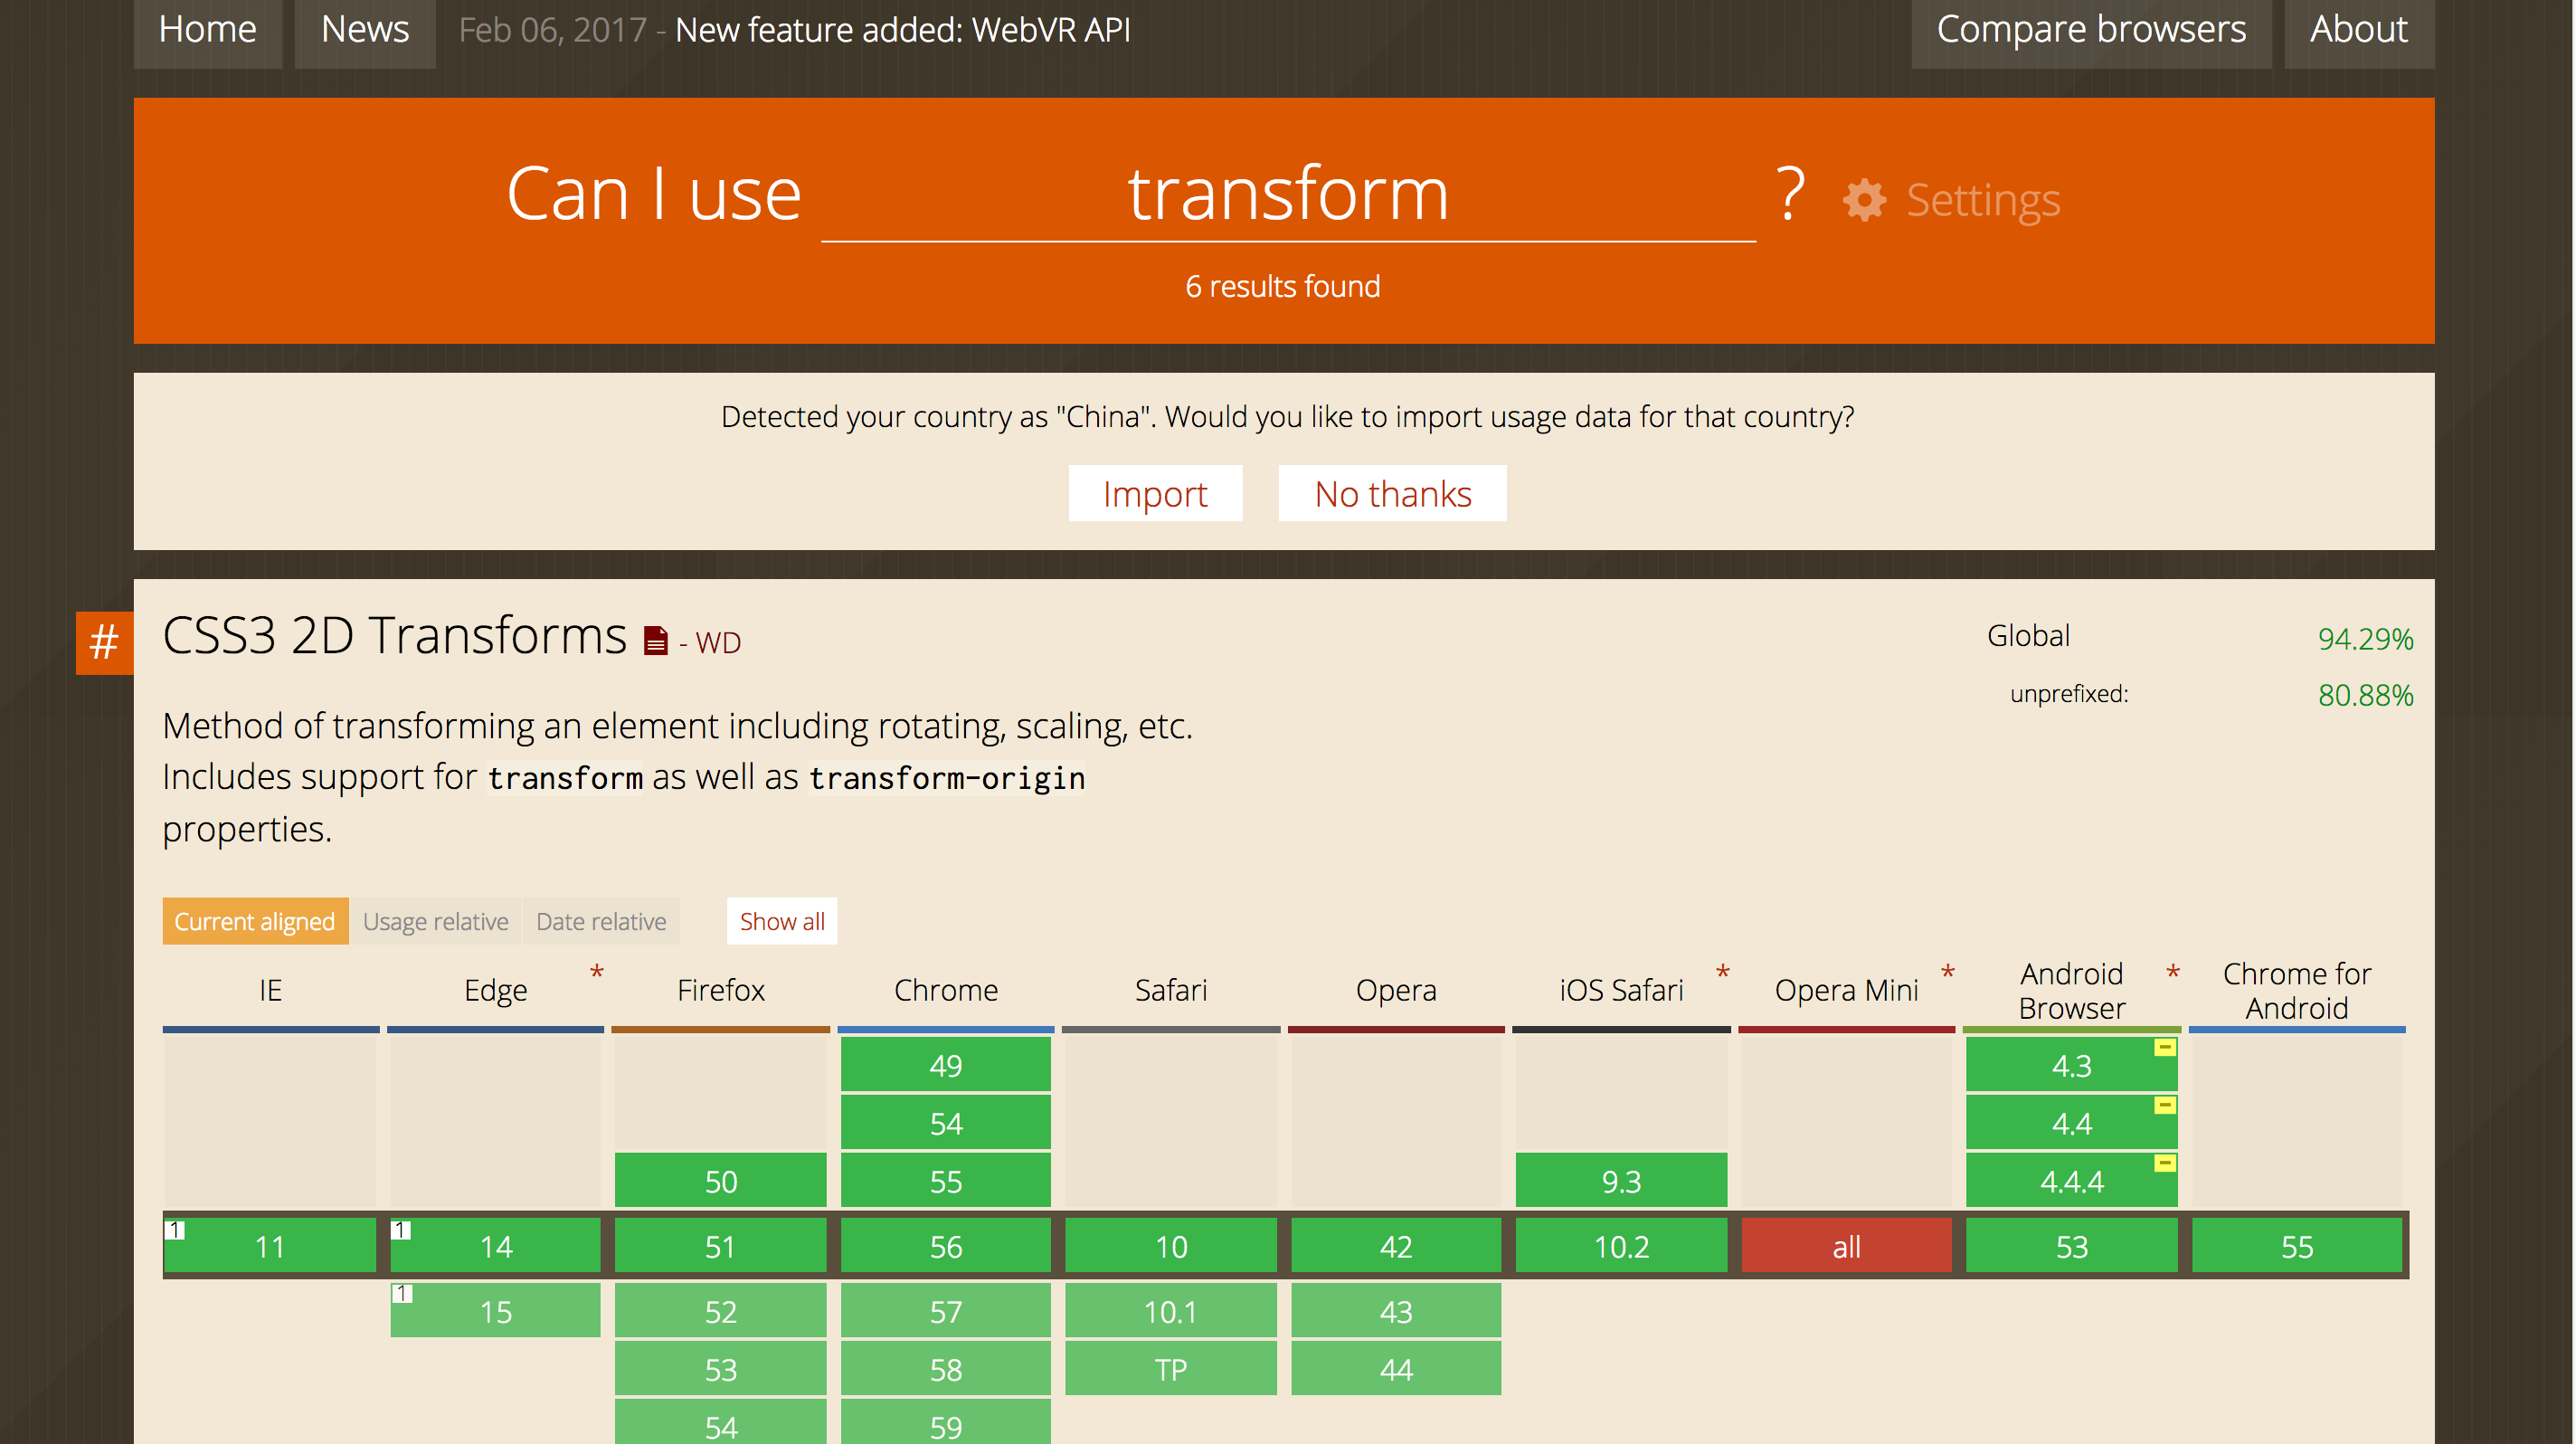 Home News Feb 06, 2017 - New feature added: WebVR API Compare browsers About
Can I use transform ? Settings
6 results found
Detected your country as "China". Would you like to import usage data for that country?
Import No thanks
# CSS3 2D Transforms - WD
Global 94.29%
unprefixed: 80.88%
Method of transforming an element including rotating, scaling, etc.
Includes support for transform as well as transform-origin
properties.
Current aligned Usage relative Date relative Show all
IE Edge * Firefox Chrome Safari Opera iOS Safari * Opera Mini * Android Browser * Chrome for Android
49 4.3 -
54 4.4 -
50 55 9.3 4.4.4 -
1 11 1 14 51 56 10 42 10.2 all 53 55
1 15 52 57 10.1 43
53 58 TP 44
54 59